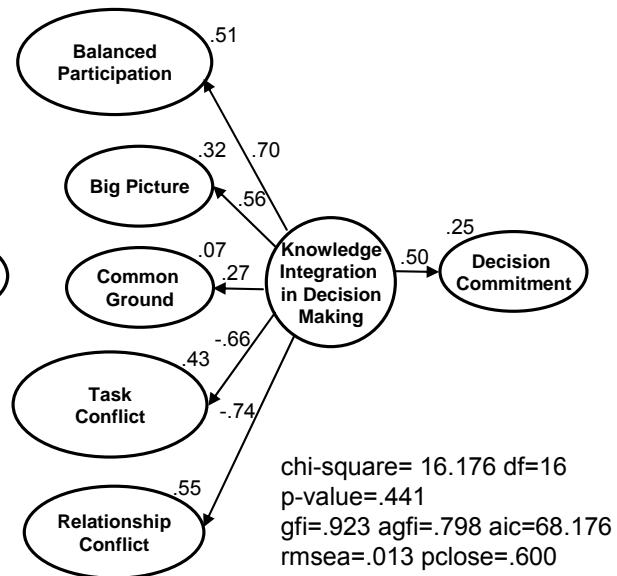 .51
Balanced
Participation
.70
.32
Big Picture
.56
.07
Common
Ground
.27
Knowledge
Integration
in Decision
Making
.50
.25
Decision
Commitment
-.66
.43
Task
Conflict
-.74
.55
Relationship
Conflict
chi-square= 16.176 df=16
p-value=.441
gfi=.923 agfi=.798 aic=68.176
rmsea=.013 pclose=.600